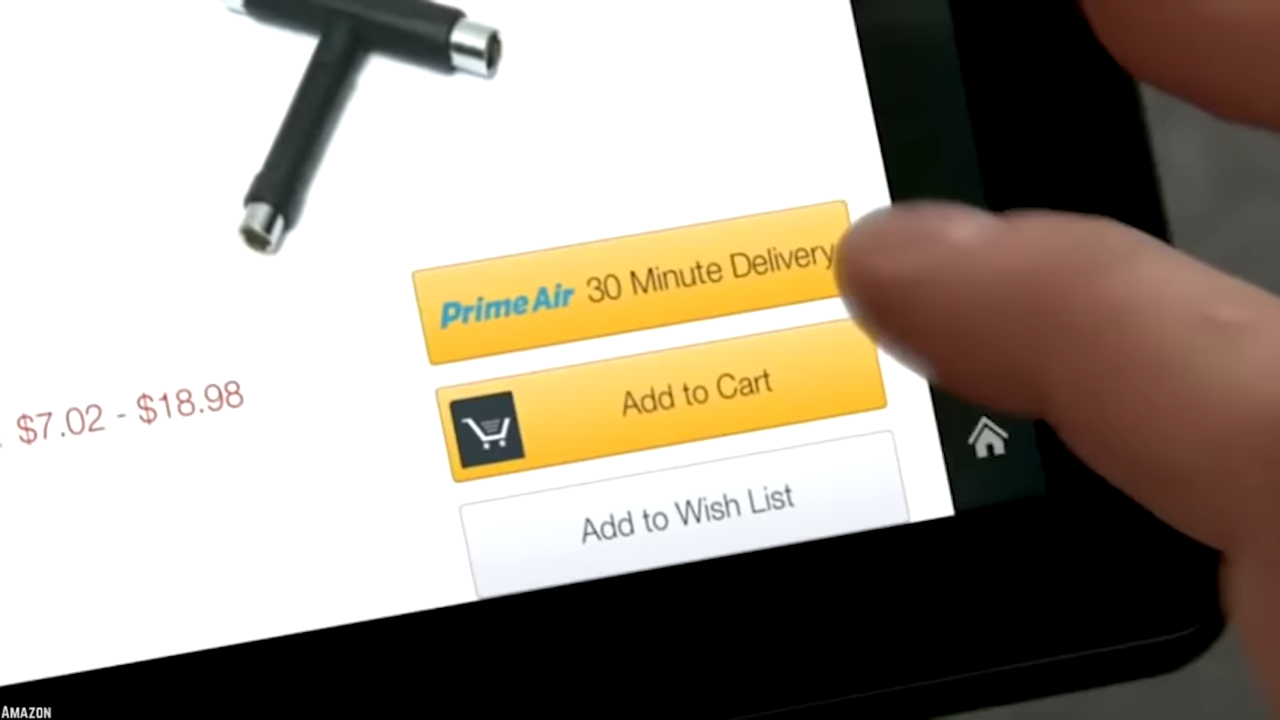 Prime Air 30 Minute Delivery
$7.02 - $18.98
Add to Cart
Add to Wish List
AMAZON